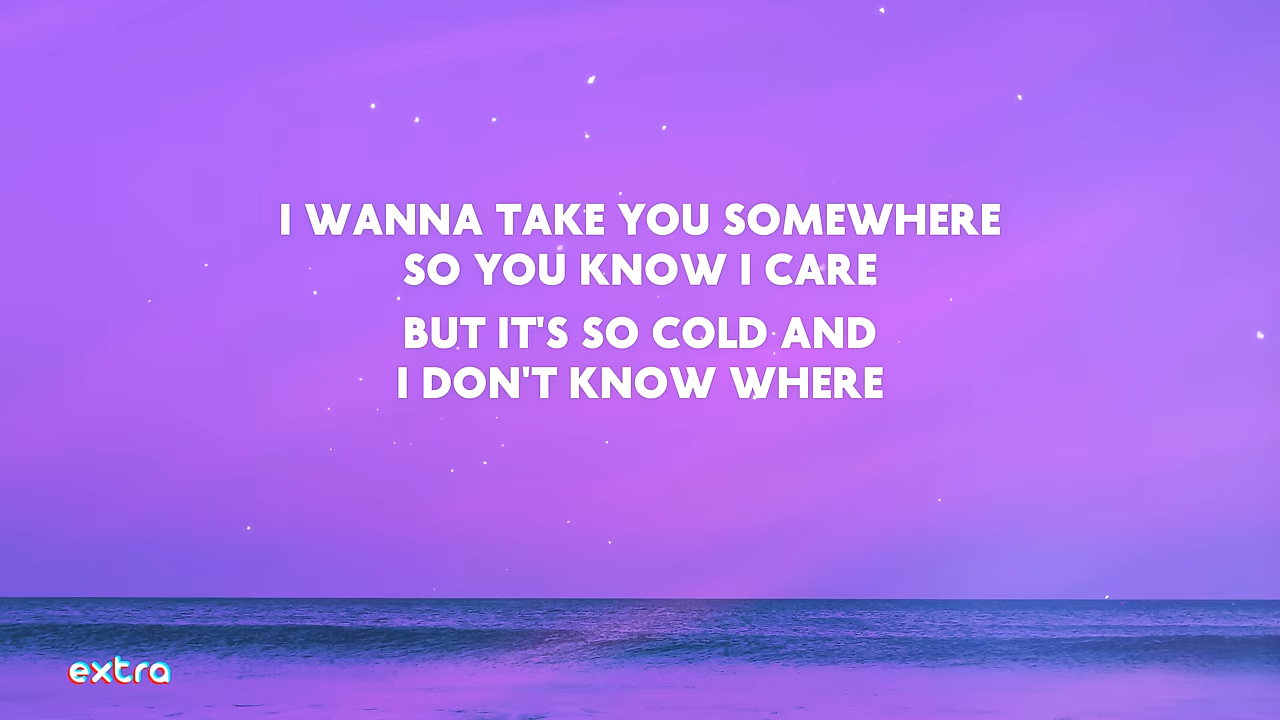 I WANNA TAKE YOU SOMEWHERE
SO YOU KNOW I CARE
BUT IT'S SO COLD AND
I DON'T KNOW WHERE
extra